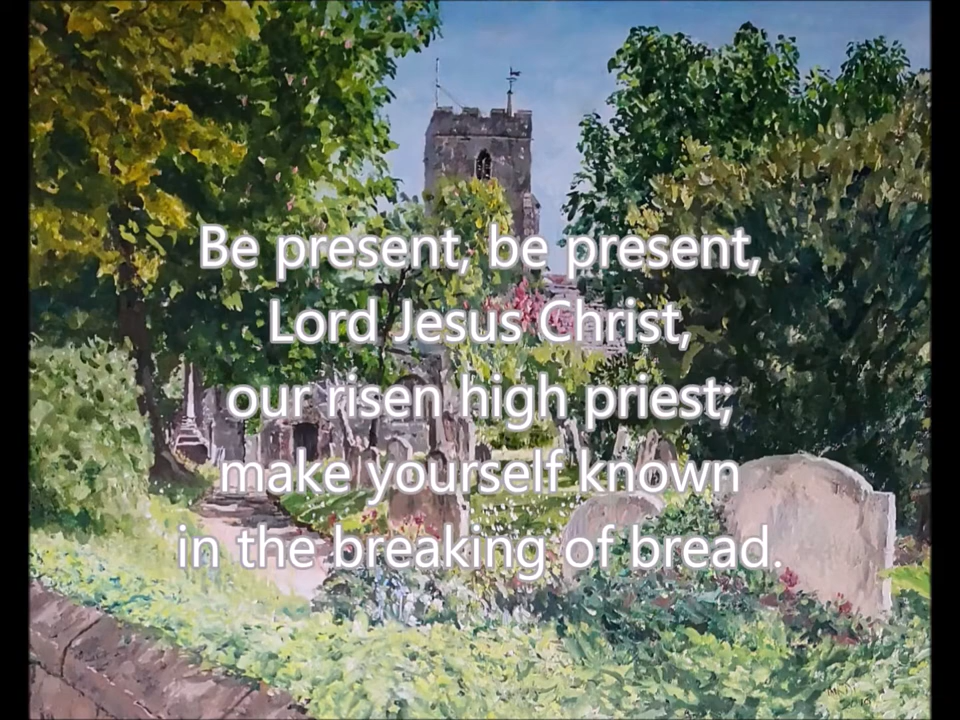 Be present, be present,
Lord Jesus Christ,
our risen high priest;
make yourself known
in the breaking of bread.